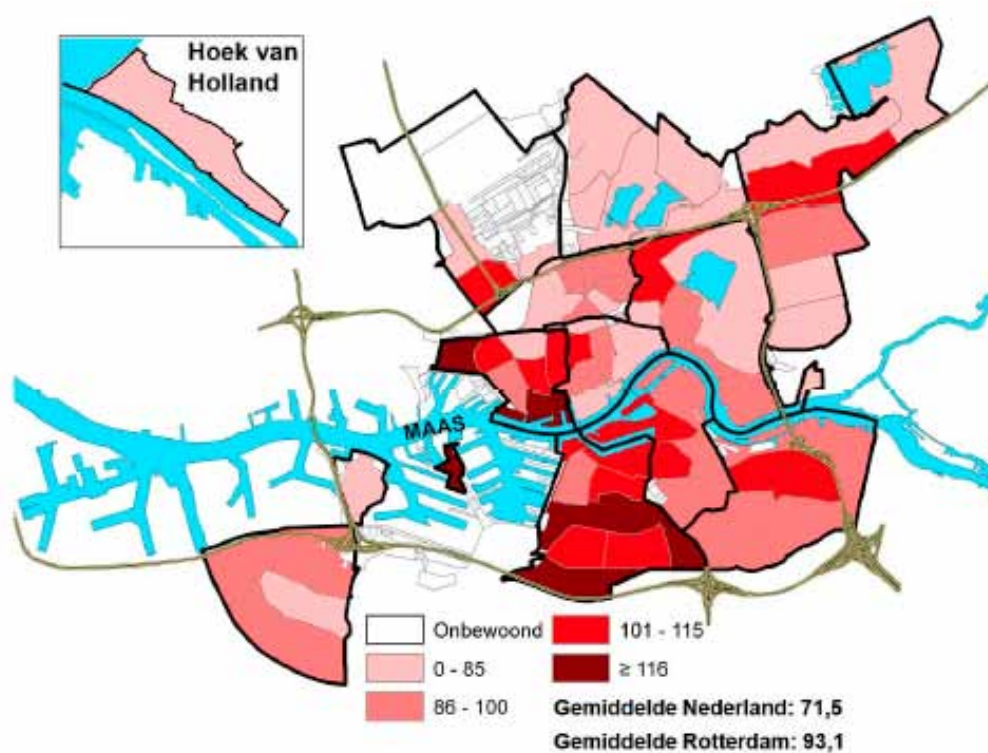 Hoek van
Holland
MAAS
Onbewoond
0 - 85
86 - 100
101 - 115
≥ 116
Gemiddelde Nederland: 71,5
Gemiddelde Rotterdam: 93,1